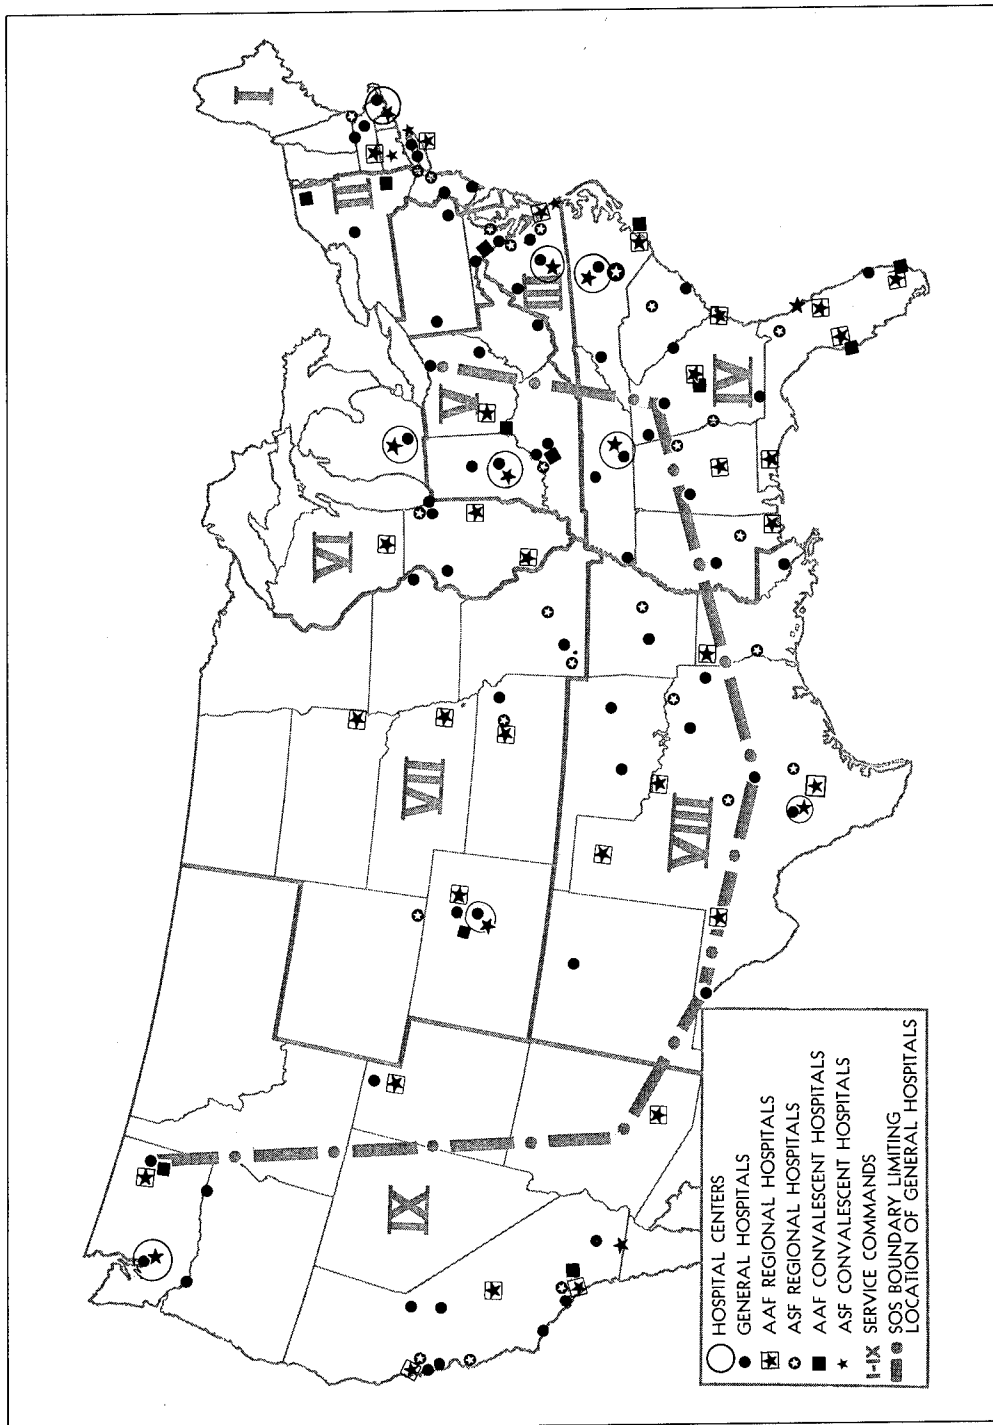 I
II
III
IV
V
VI
VII
VIII
IX
HOSPITAL CENTERS
GENERAL HOSPITALS
AAF REGIONAL HOSPITALS
ASF REGIONAL HOSPITALS
AAF CONVALESCENT HOSPITALS
ASF CONVALESCENT HOSPITALS
I-IX SERVICE COMMANDS
SOS BOUNDARY LIMITING
LOCATION OF GENERAL HOSPITALS